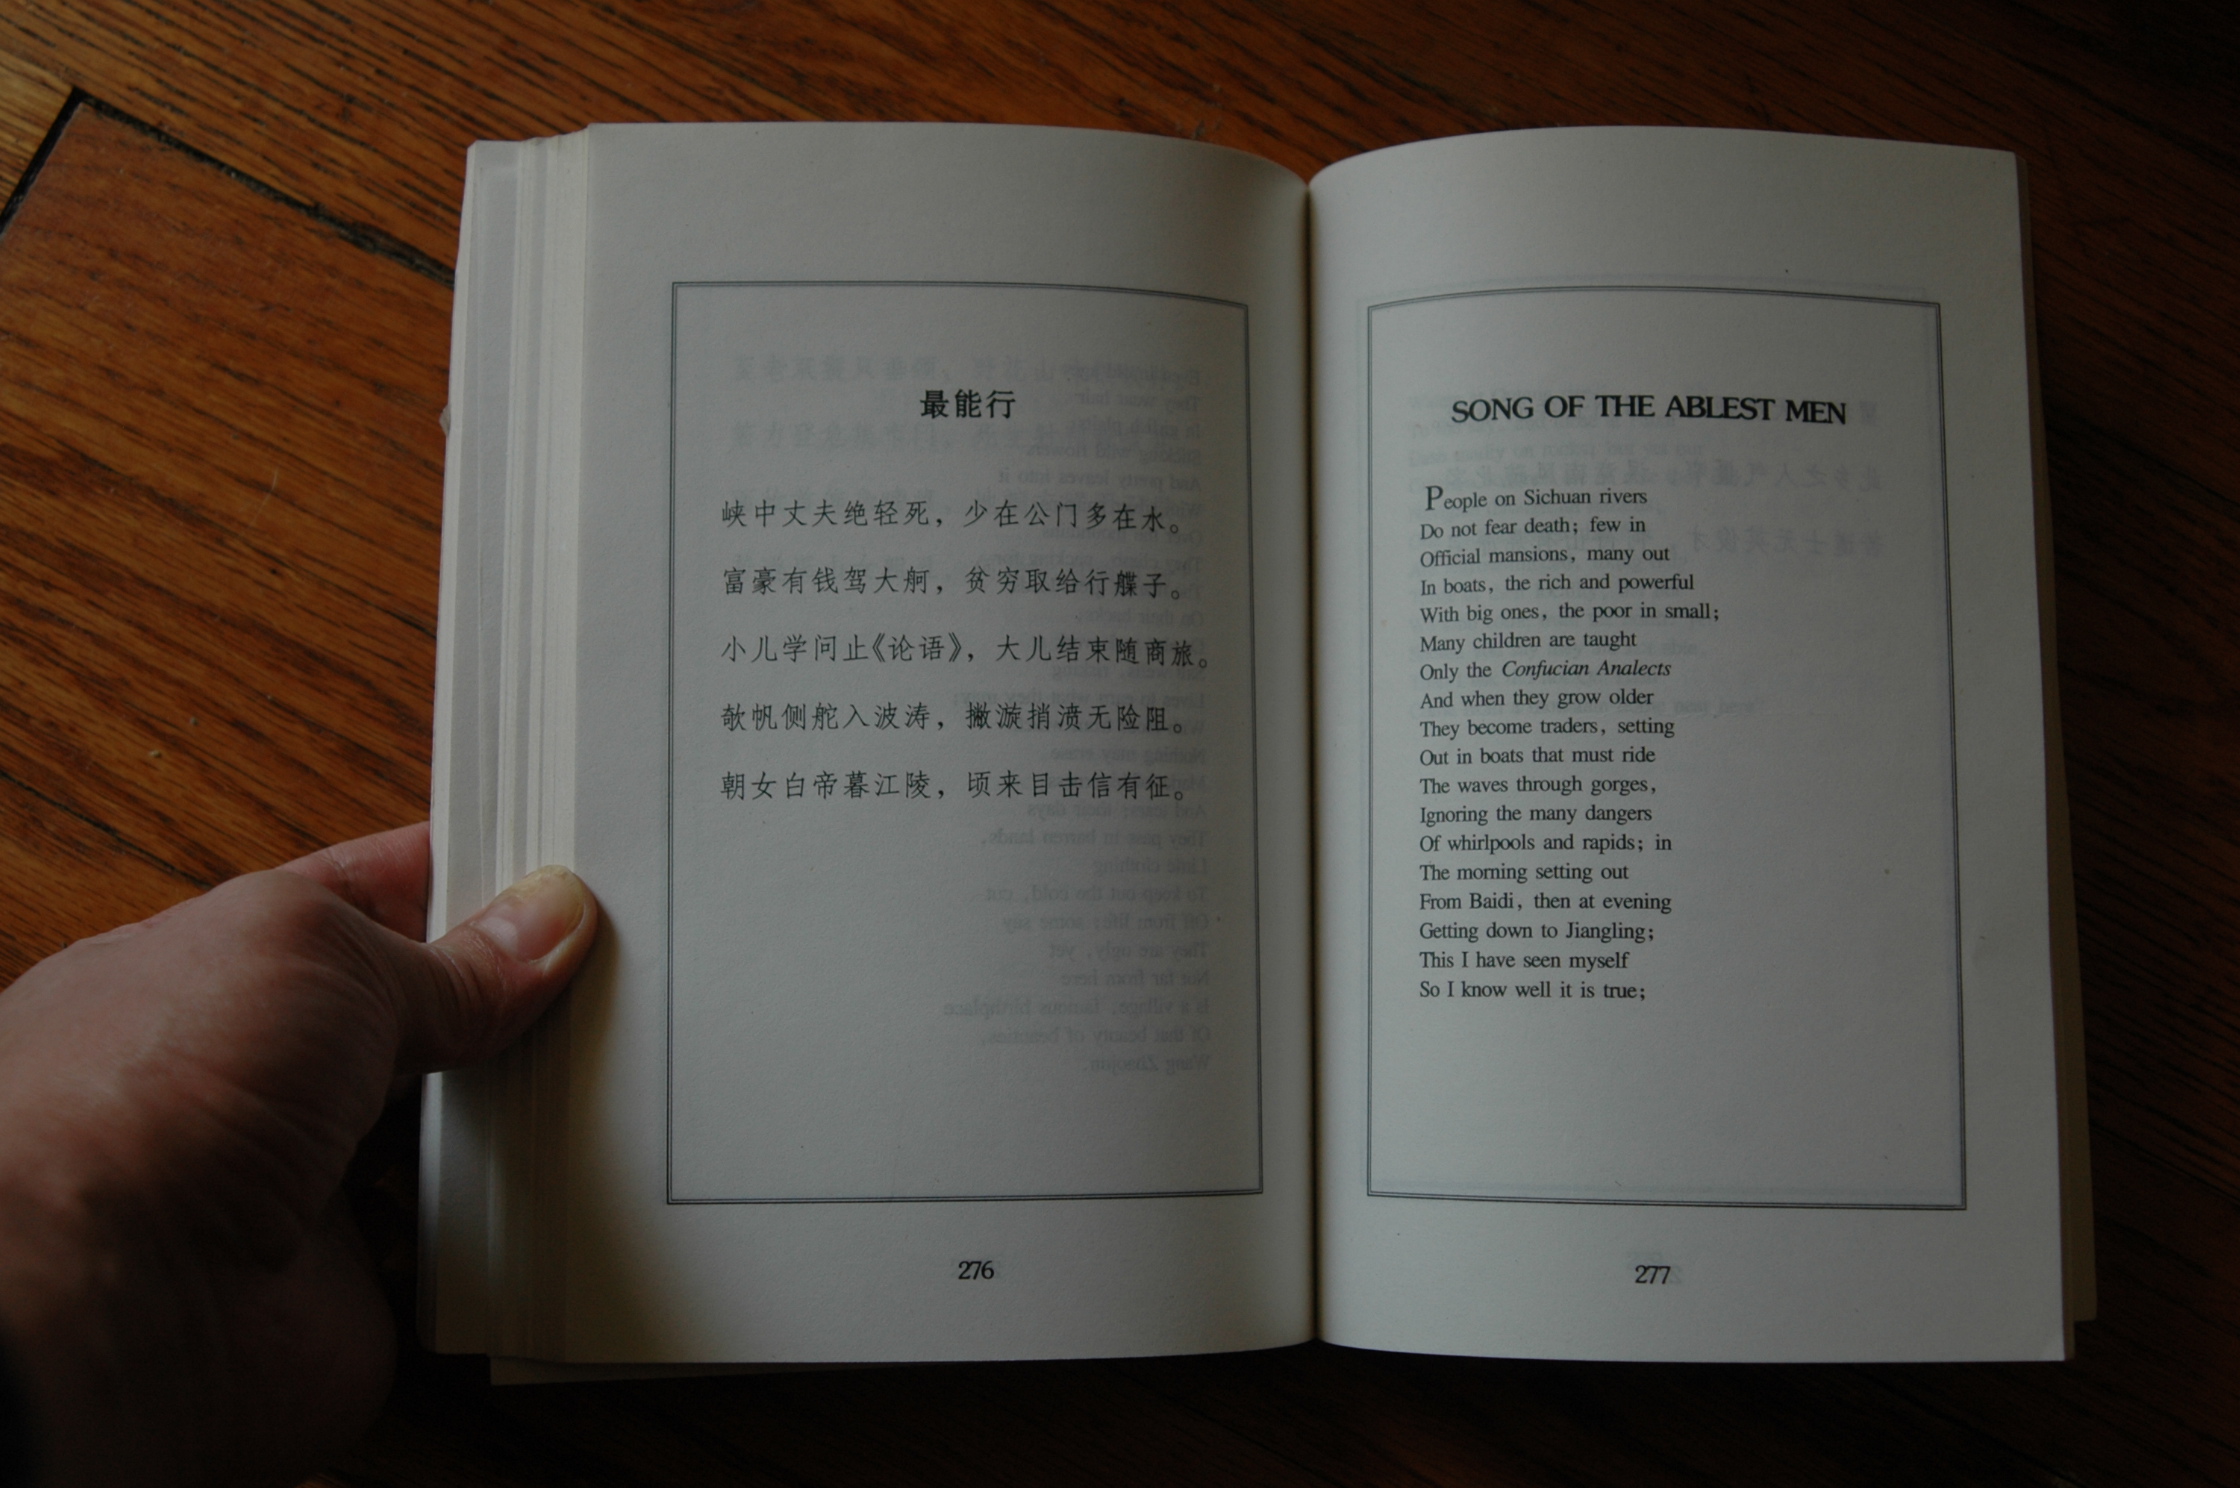 最能行
峡中丈夫绝轻死，少在公门多在水。
富豪有钱驾大舸，贫穷取给行艓子。
小儿学问止《论语》，大儿结束随商旅。
欹帆侧舵入波涛，撇漩捎濆无险阻。
朝女白帝暮江陵，顷来目击信有征。
276
SONG OF THE ABLEST MEN
People on Sichuan rivers
Do not fear death; few in
Official mansions, many out
In boats, the rich and powerful
With big ones, the poor in small;
Many children are taught
Only the Confucian Analects
And when they grow older
They become traders, setting
Out in boats that must ride
The waves through gorges,
Ignoring the many dangers
Of whirlpools and rapids; in
The morning setting out
From Baidi, then at evening
Getting down to Jiangling;
This I have seen myself
So I know well it is true;
277